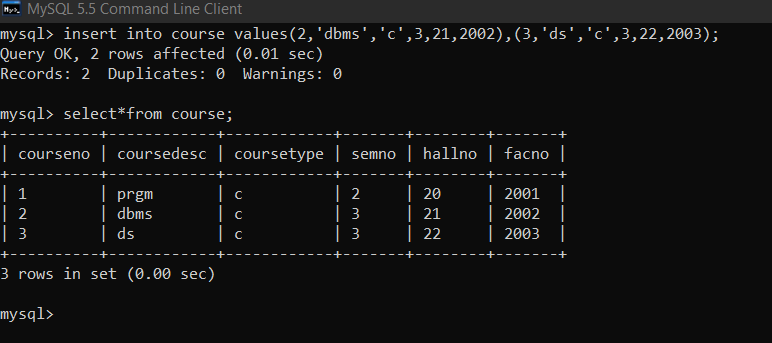 MySQL 5.5 Command Line Client
mysql> insert into course values(2,'dbms','c',3,21,2002),(3,'ds','c',3,22,2003);
Query OK, 2 rows affected (0.01 sec)
Records: 2  Duplicates: 0  Warnings: 0
mysql> select*from course;
+----------+------------+------------+-------+--------+-------+
| courseno | coursedesc | coursetype | semno | hallno | facno |
+----------+------------+------------+-------+--------+-------+
| 1        | prgm       | c          | 2     | 20     | 2001  |
| 2        | dbms       | c          | 3     | 21     | 2002  |
| 3        | ds         | c          | 3     | 22     | 2003  |
+----------+------------+------------+-------+--------+-------+
3 rows in set (0.00 sec)
mysql>